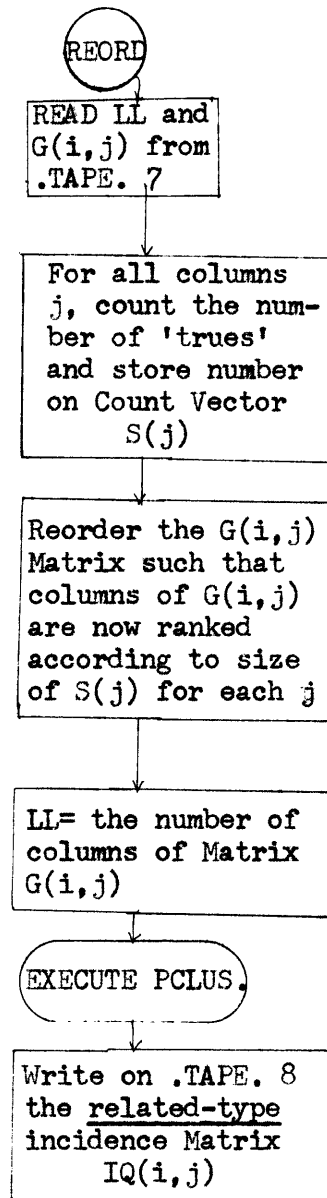 REORD
READ LL and
G(i,j) from
.TAPE. 7
For all columns
j, count the num-
ber of 'trues'
and store number
on Count Vector
S(j)
Reorder the G(i,j)
Matrix such that
columns of G(i,j)
are now ranked
according to size
of S(j) for each j
LL= the number of
columns of Matrix
G(i,j)
EXECUTE PCLUS.
Write on .TAPE. 8
the related-type
incidence Matrix
IQ(i,j)